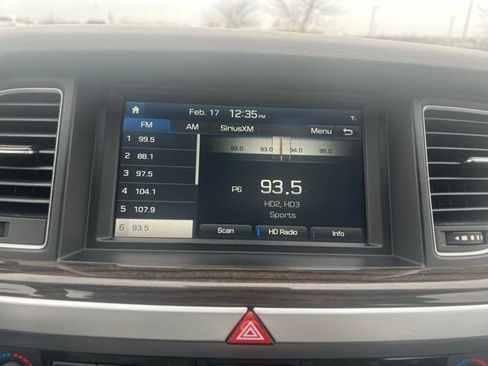 Feb. 17 12:35PM
FM AM SiriusXM Menu
1 99.5
2 88.1
3 97.5
4 104.1
5 107.9
6 93.5
92.0 93.0 94.0 95.0
P6 93.5
HD2, HD3
Sports
Scan HD Radio Info